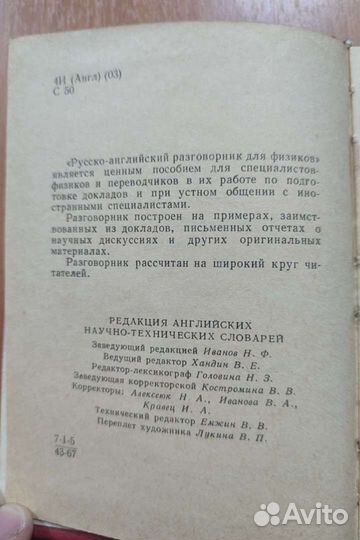 4И (Англ) (03)
С 50
«Русско-английский разговорник для физиков»
является ценным пособием для специалистов-
физиков и переводчиков в их работе по подго-
товке докладов и при устном общении с ино-
странными специалистами.
Разговорник построен на примерах, заимст-
вованных из докладов, письменных отчетах о
научных дискуссиях и других оригинальных
материалах.
Разговорник рассчитан на широкий круг чи-
тателей.
РЕДАКЦИЯ АНГЛИЙСКИХ
НАУЧНО-ТЕХНИЧЕСКИХ СЛОВАРЕЙ
Заведующий редакцией Иванов Н. Ф.
Ведущий редактор Хандин В. Е.
Редактор-лексикограф Головина Н. З.
Заведующая корректорской Костромина В. В.
Корректоры: Алексеюк Н. А., Иванова В. А.,
Кравец И. А.
Технический редактор Емжин В. В.
Переплет художника Лукина В. П.
7-1-5
43-67
Avito